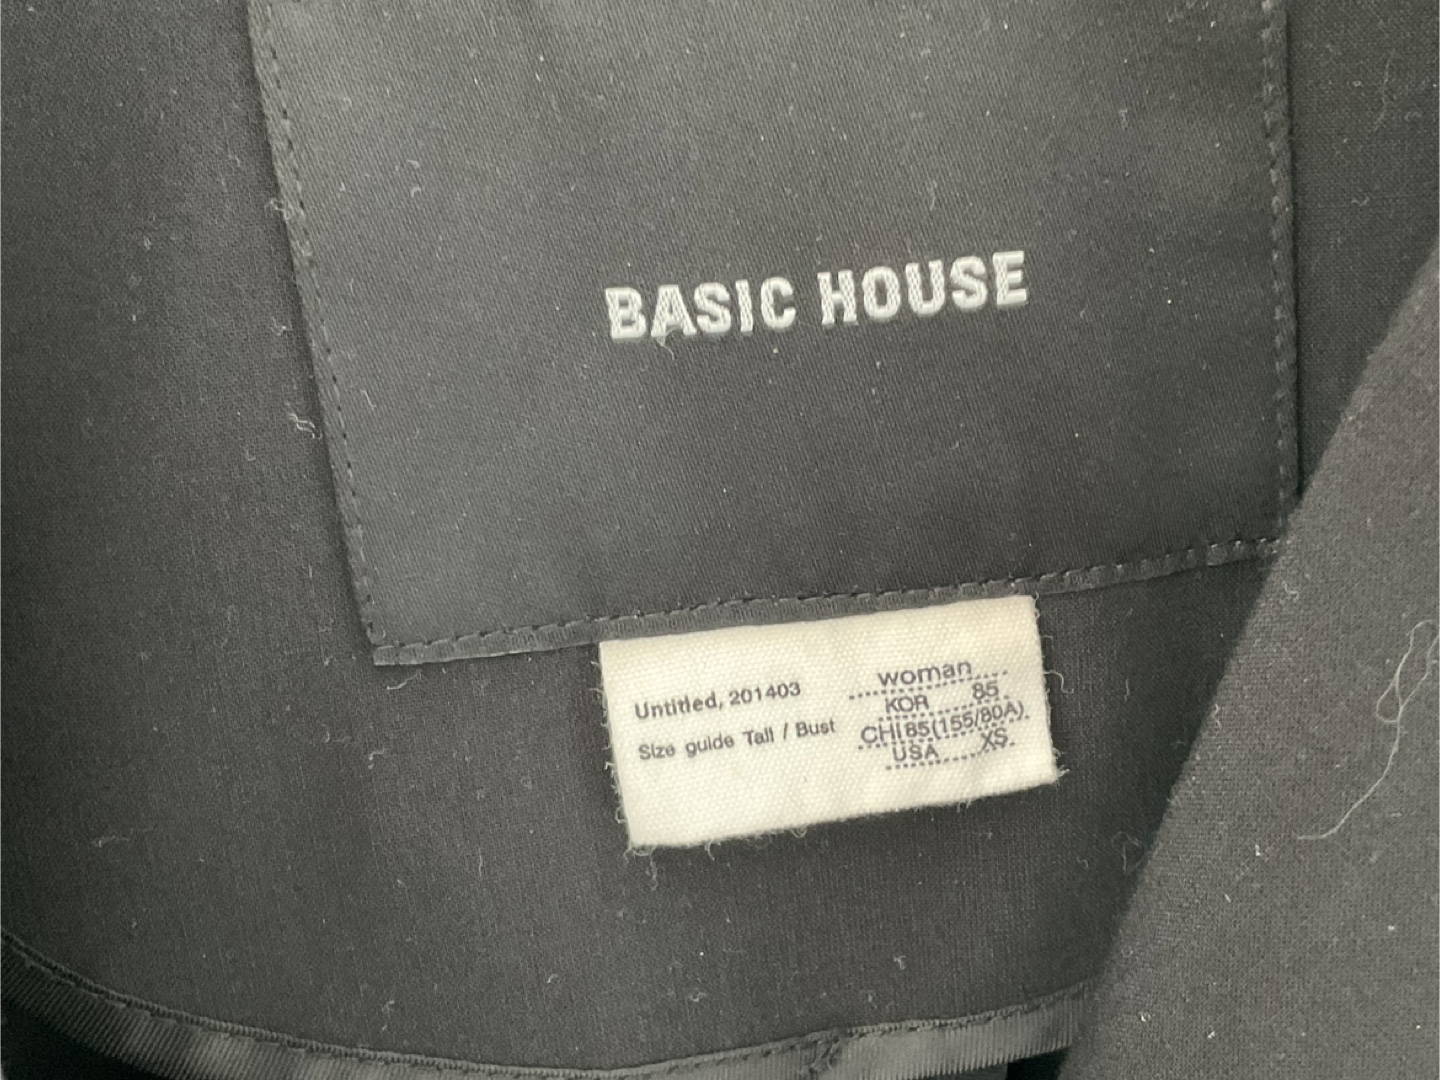 BASIC HOUSE
Untitled, 201403
Size guide Tall / Bust
woman
KOR 85
CHI 85(155/80A)
USA XS